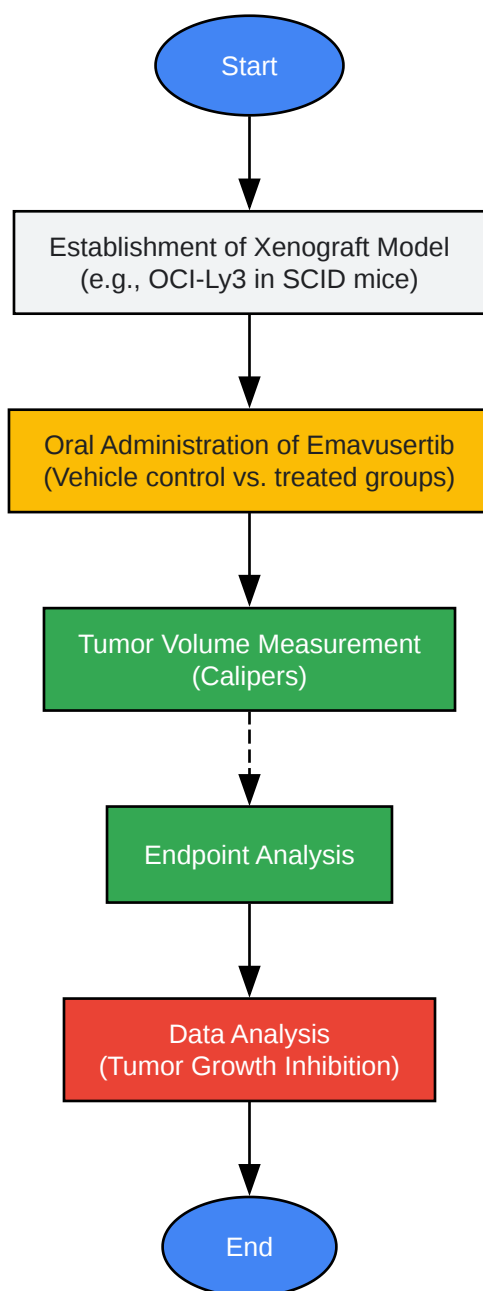 Start
Establishment of Xenograft Model
(e.g., OCI-Ly3 in SCID mice)
Oral Administration of Emavusertib
(Vehicle control vs. treated groups)
Tumor Volume Measurement
(Calipers)
Endpoint Analysis
Data Analysis
(Tumor Growth Inhibition)
End